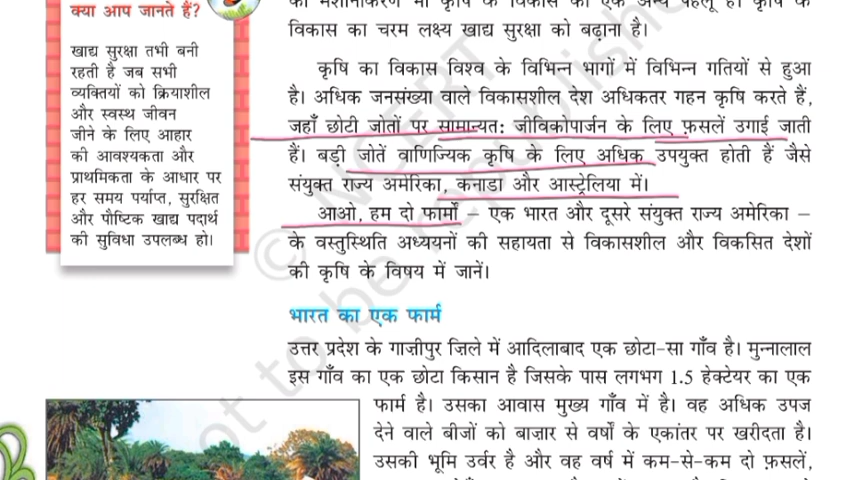 क्या आप जानते हैं?
खाद्य सुरक्षा तभी बनी
रहती है जब सभी
व्यक्तियों को क्रियाशील
और स्वस्थ जीवन
जीने के लिए आहार
की आवश्यकता और
प्राथमिकता के आधार पर
हर समय पर्याप्त, सुरक्षित
और पौष्टिक खाद्य पदार्थ
की सुविधा उपलब्ध हो।
विकास का चरम लक्ष्य खाद्य सुरक्षा को बढ़ाना है।
कृषि का विकास विश्व के विभिन्न भागों में विभिन्न गतियों से हुआ
है। अधिक जनसंख्या वाले विकासशील देश अधिकतर गहन कृषि करते हैं,
जहाँ छोटी जोतों पर सामान्यत: जीविकोपार्जन के लिए फ़सलें उगाई जाती
हैं। बड़ी जोतें वाणिज्यिक कृषि के लिए अधिक उपयुक्त होती हैं जैसे
संयुक्त राज्य अमेरिका, कनाडा और आस्ट्रेलिया में।
आओ, हम दो फार्मों – एक भारत और दूसरे संयुक्त राज्य अमेरिका –
के वस्तुस्थिति अध्ययनों की सहायता से विकासशील और विकसित देशों
की कृषि के विषय में जानें।
भारत का एक फार्म
उत्तर प्रदेश के गाज़ीपुर ज़िले में आदिलाबाद एक छोटा-सा गाँव है। मुन्नालाल
इस गाँव का एक छोटा किसान है जिसके पास लगभग 1.5 हेक्टेयर का एक
फार्म है। उसका आवास मुख्य गाँव में है। वह अधिक उपज
देने वाले बीजों को बाज़ार से वर्षों के एकांतर पर खरीदता है।
उसकी भूमि उर्वर है और वह वर्ष में कम-से-कम दो फ़सलें,
© NCERT
not to be republished